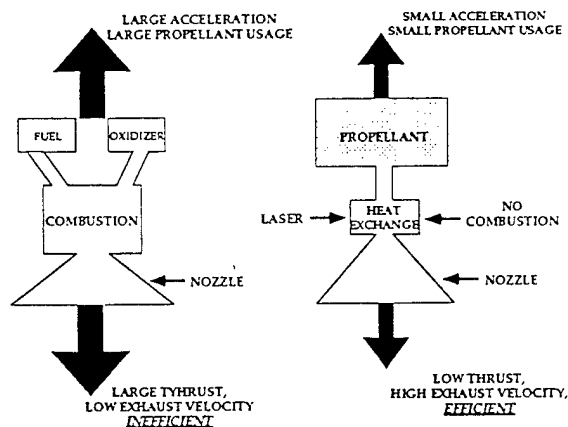 LARGE ACCELERATION
LARGE PROPELLANT USAGE
FUEL
OXIDIZER
COMBUSTION
NOZZLE
LARGE TYHRUST,
LOW EXHAUST VELOCITY
INEFFICIENT
SMALL ACCELERATION
SMALL PROPELLANT USAGE
PROPELLANT
LASER
HEAT
EXCHANGE
NO
COMBUSTION
NOZZLE
LOW THRUST,
HIGH EXHAUST VELOCITY,
EFFICIENT